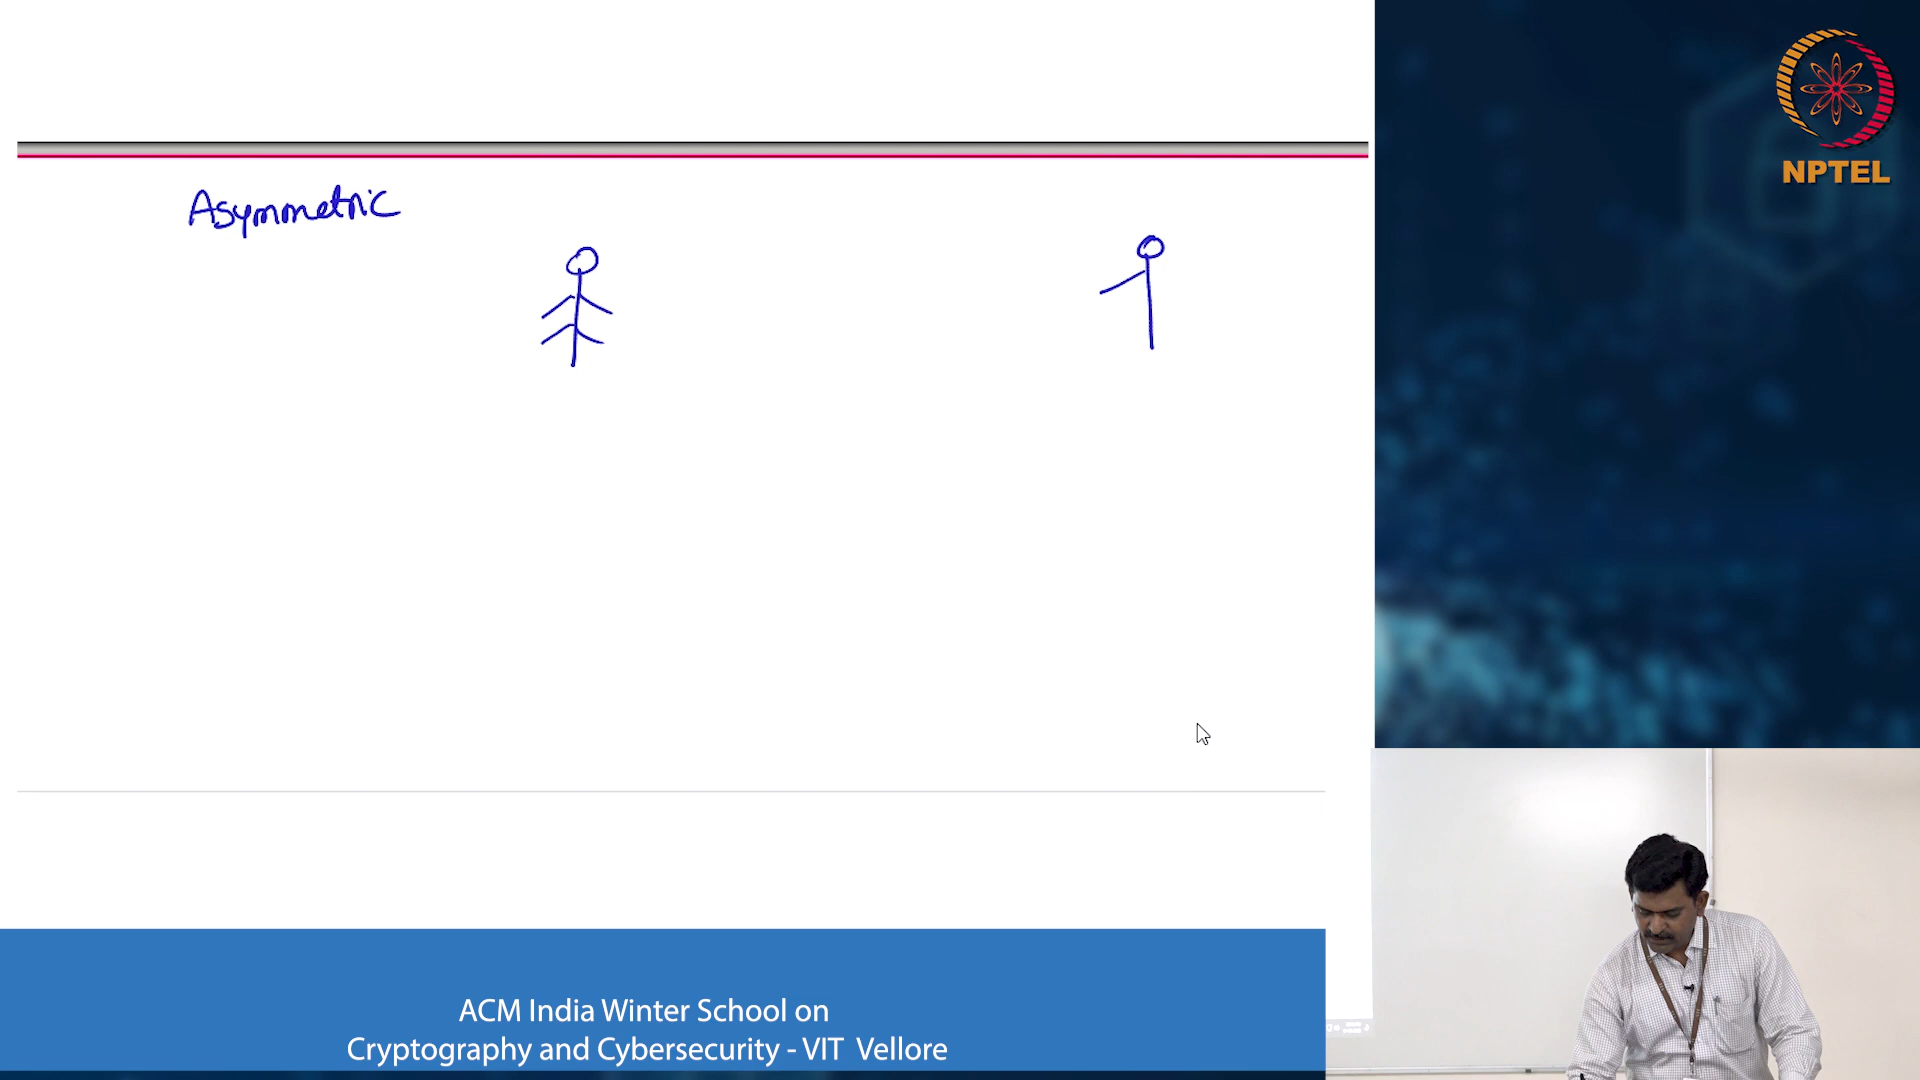 NPTEL
Asymmetric
ACM India Winter School on
Cryptography and Cybersecurity - VIT Vellore